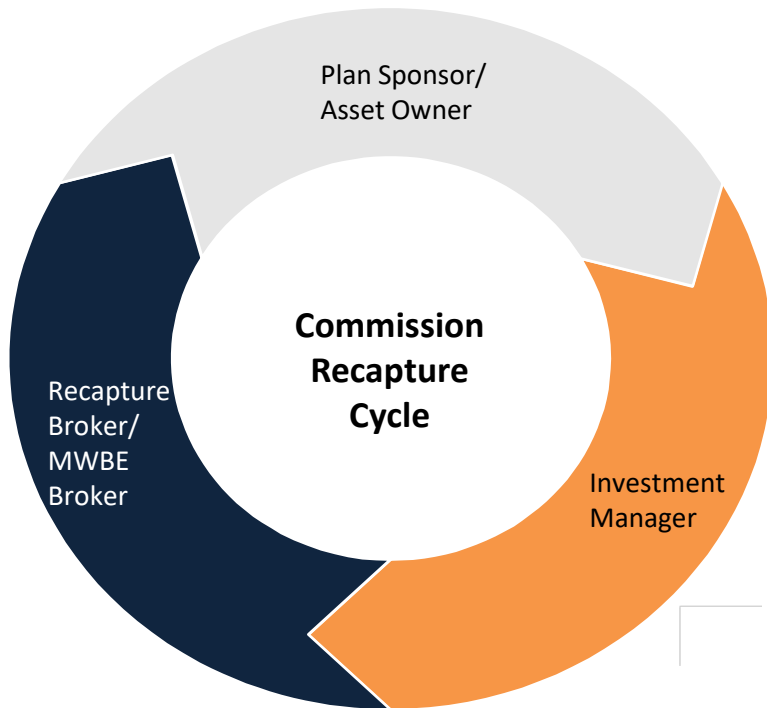 Plan Sponsor/
Asset Owner
Commission
Recapture
Cycle
Recapture
Broker/
MWBE
Broker
Investment
Manager